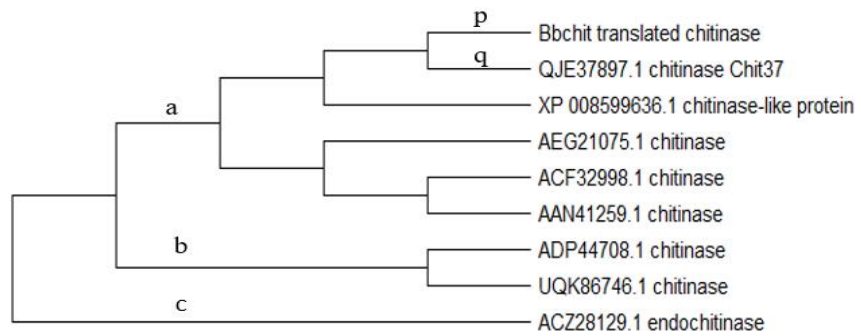 p
Bbchit translated chitinase
q
QJE37897.1 chitinase Chit37
XP 008599636.1 chitinase-like protein
a
AEG21075.1 chitinase
ACF32998.1 chitinase
AAN41259.1 chitinase
b
ADP44708.1 chitinase
UQK86746.1 chitinase
c
ACZ28129.1 endochitinase